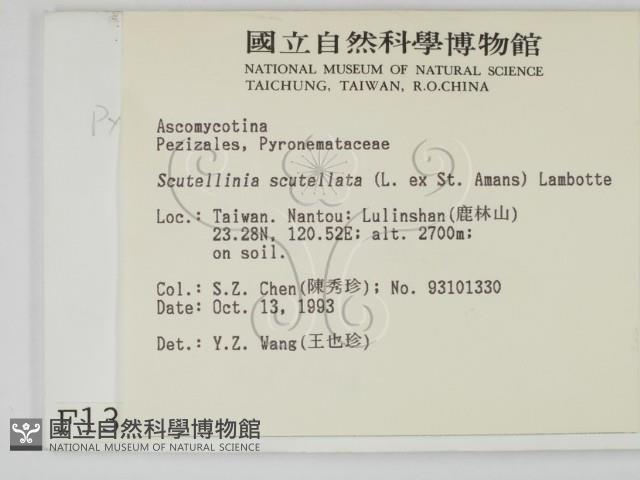 國立自然科學博物館
NATIONAL MUSEUM OF NATURAL SCIENCE
TAICHUNG, TAIWAN, R.O.CHINA
Ascomycotina
Pezizales, Pyronemataceae
Scutellinia scutellata (L. ex St. Amans) Lambotte
Loc.: Taiwan. Nantou: Lulinshan(鹿林山)
23.28N, 120.52E: alt. 2700m;
on soil.
Col.: S.Z. Chen(陳秀珍); No. 93101330
Date: Oct. 13, 1993
Det.: Y.Z. Wang(王也珍)
國立自然科學博物館
NATIONAL MUSEUM OF NATURAL SCIENCE